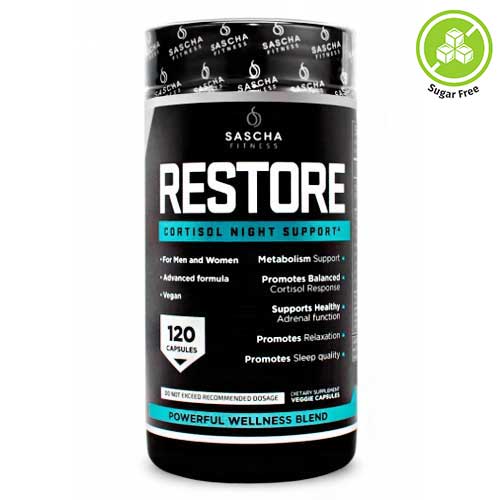 SASCHA
FITNESS
SASCHA
FITNESS
Sugar Free
SASCHA
FITNESS
RESTORE
CORTISOL NIGHT SUPPORT^
• For Men and Women
• Advanced formula
• Vegan
120
CAPSULES
Metabolism Support
Promotes Balanced
Cortisol Response
Supports Healthy
Adrenal function
Promotes Relaxation
Promotes Sleep quality
DO NOT EXCEED RECOMMENDED DOSAGE
DIETARY SUPPLEMENT
VEGGIE CAPSULES
POWERFUL WELLNESS BLEND